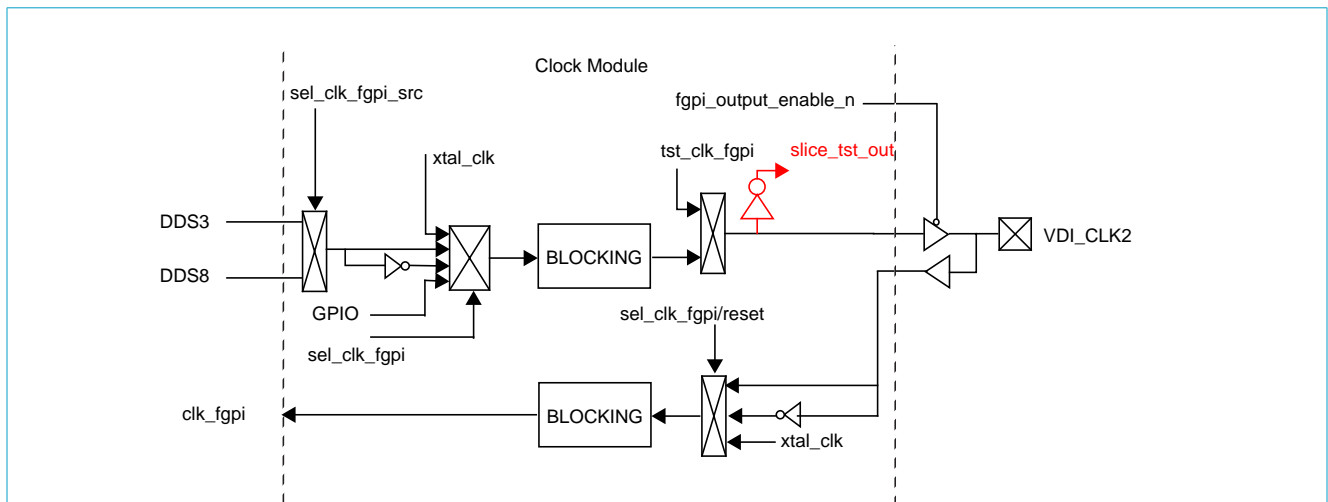 Clock Module
sel_clk_fgpi_src
fgpi_output_enable_n
xtal_clk
tst_clk_fgpi
slice_tst_out
DDS3
VDI_CLK2
BLOCKING
DDS8
GPIO
sel_clk_fgpi/reset
sel_clk_fgpi
clk_fgpi
BLOCKING
xtal_clk